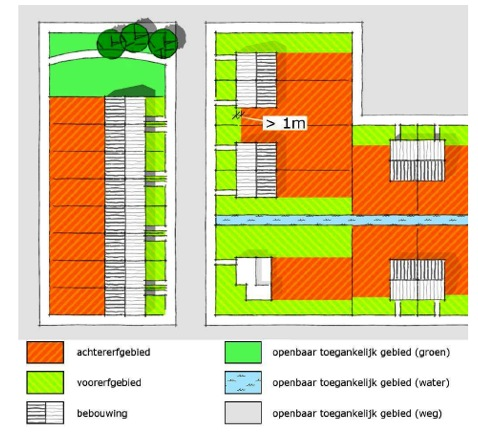 > 1m
achtererfgebied
openbaar toegankelijk gebied (groen)
voorerfgebied
openbaar toegankelijk gebied (water)
bebouwing
openbaar toegankelijk gebied (weg)